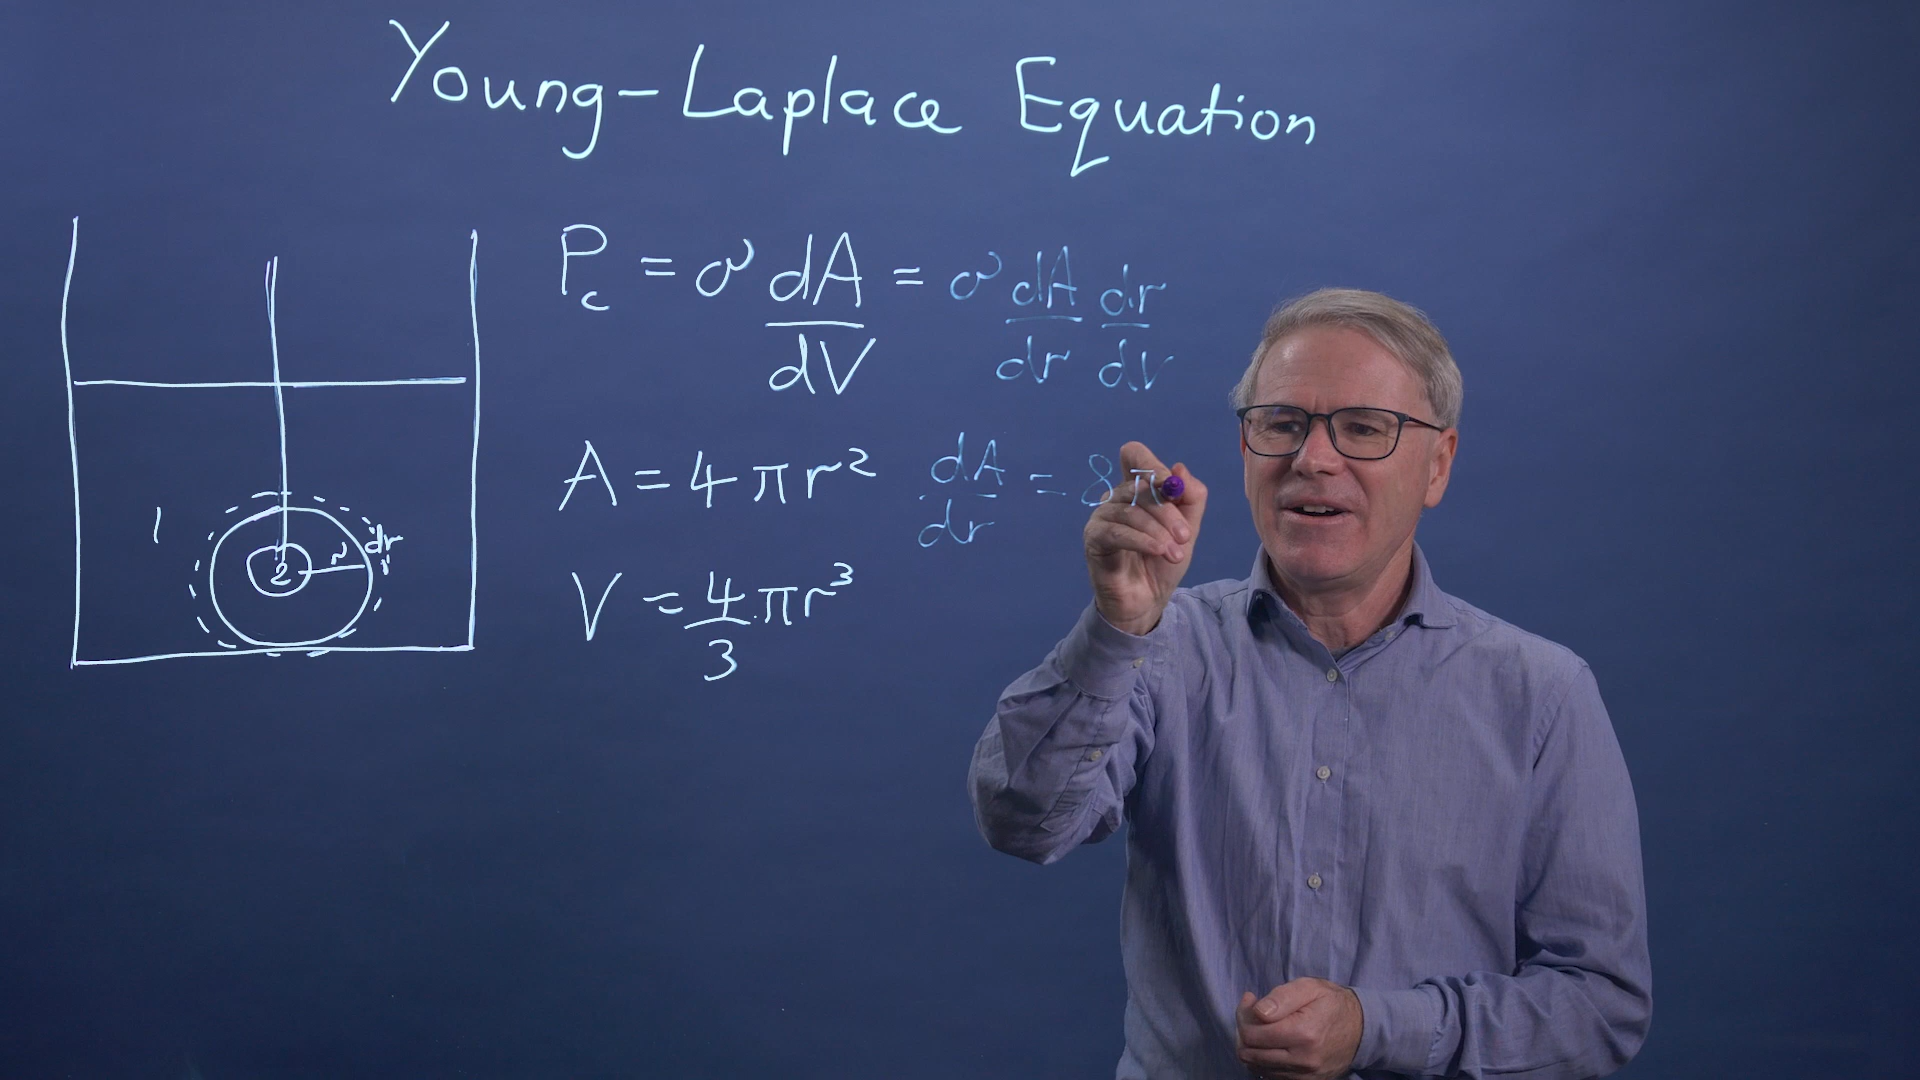 Young-Laplace Equation
P_c = σ dA/dV = σ dA/dr dr/dV
A = 4πr² dA/dr = 8π
V = 4/3 πr³
1
2
r
dr